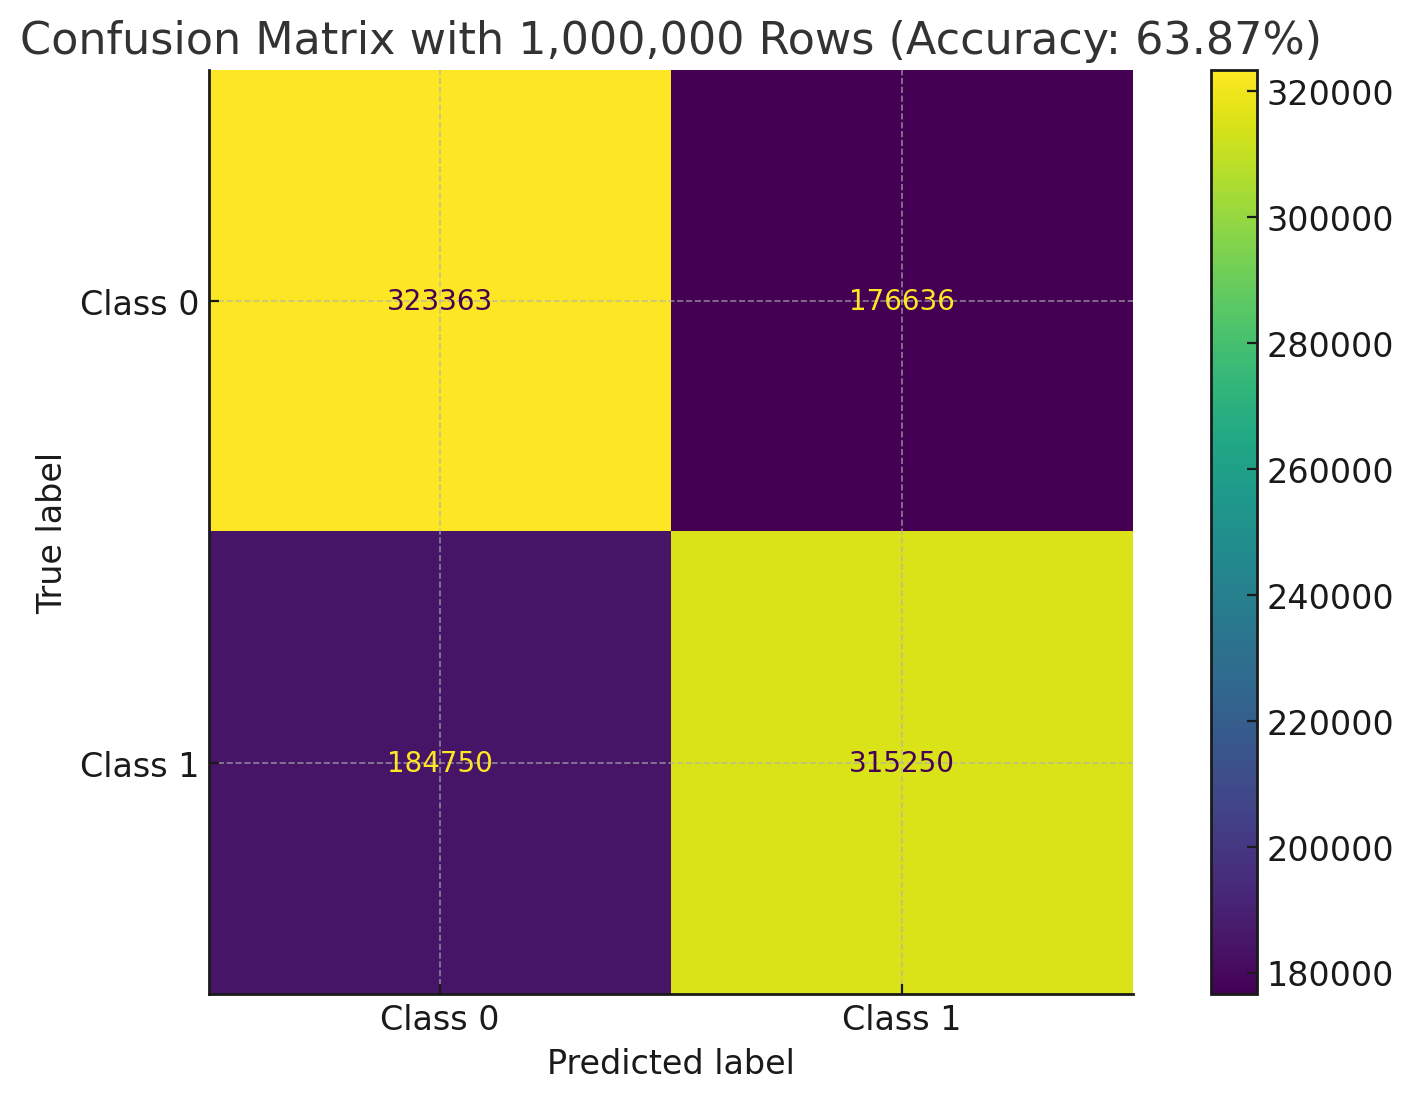 Confusion Matrix with 1,000,000 Rows (Accuracy: 63.87%)
320000
300000
280000
260000
240000
220000
200000
180000
True label
Class 0
323363
176636
Class 1
184750
315250
Class 0
Class 1
Predicted label